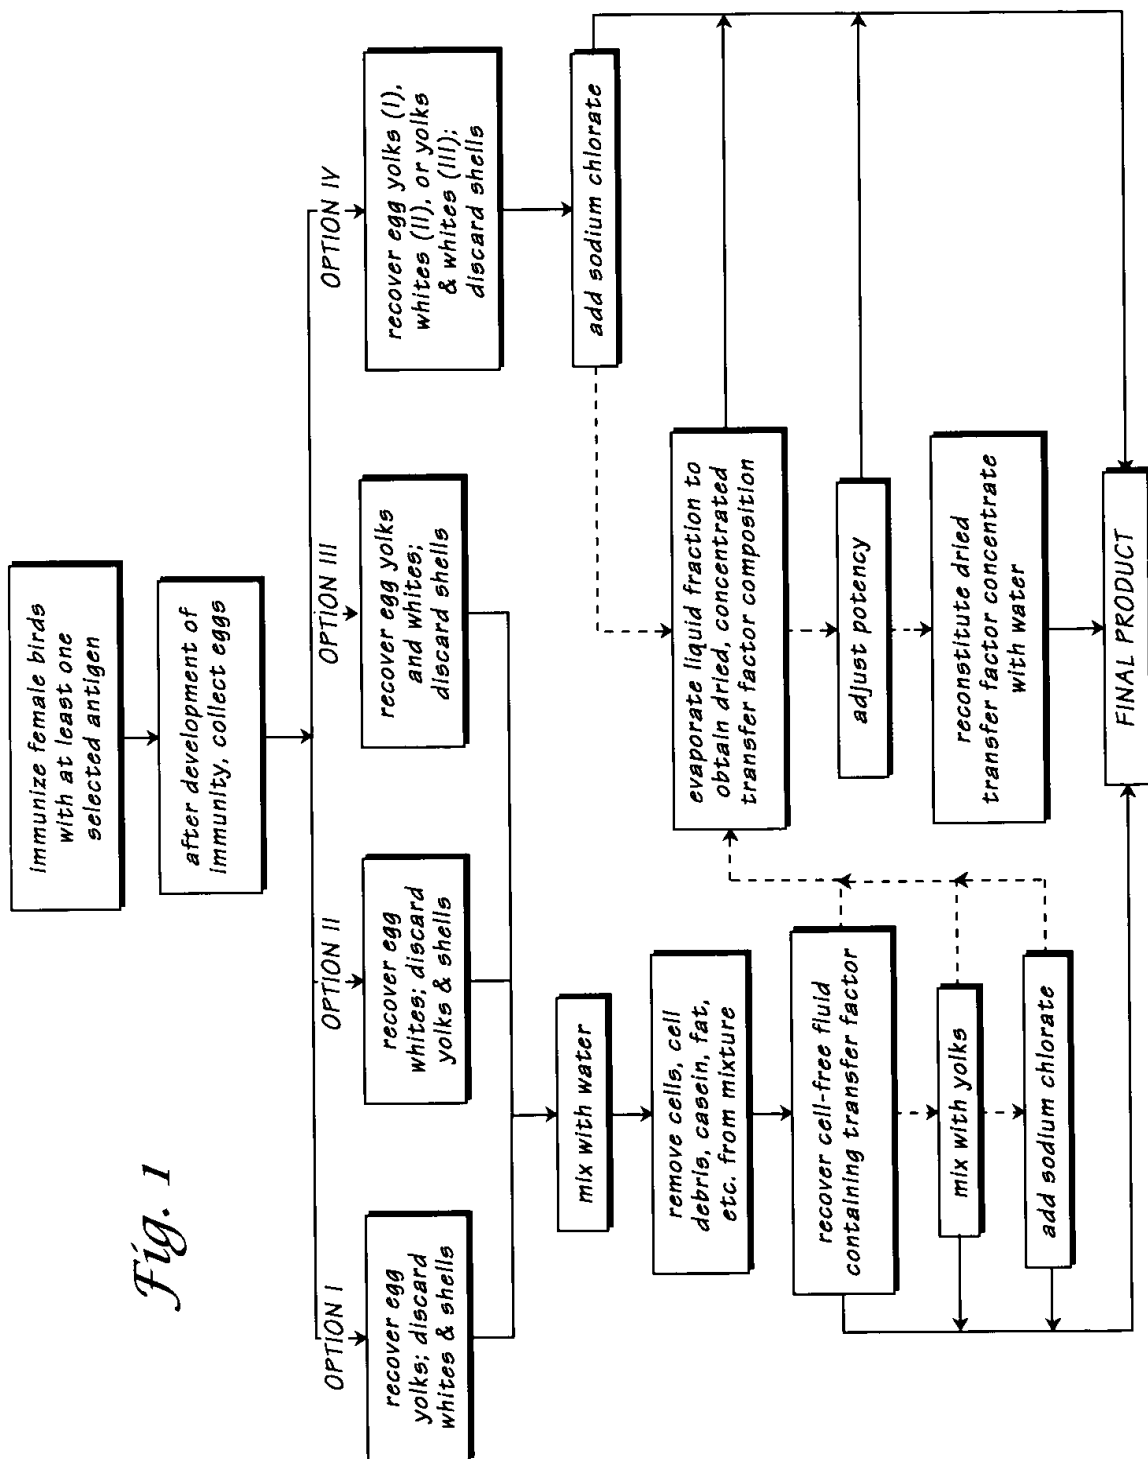 Fig. 1
immunize female birds
with at least one
selected antigen
after development of
immunity, collect eggs
OPTION I
recover egg
yolks; discard
whites & shells
OPTION II
recover egg
whites; discard
yolks & shells
OPTION III
recover egg yolks
and whites;
discard shells
OPTION IV
recover egg yolks (I),
whites (II), or yolks
& whites (III);
discard shells
mix with water
remove cells, cell
debris, casein, fat,
etc. from mixture
recover cell-free fluid
containing transfer factor
mix with yolks
add sodium chlorate
add sodium chlorate
evaporate liquid fraction to
obtain dried, concentrated
transfer factor composition
adjust potency
reconstitute dried
transfer factor concentrate
with water
FINAL PRODUCT